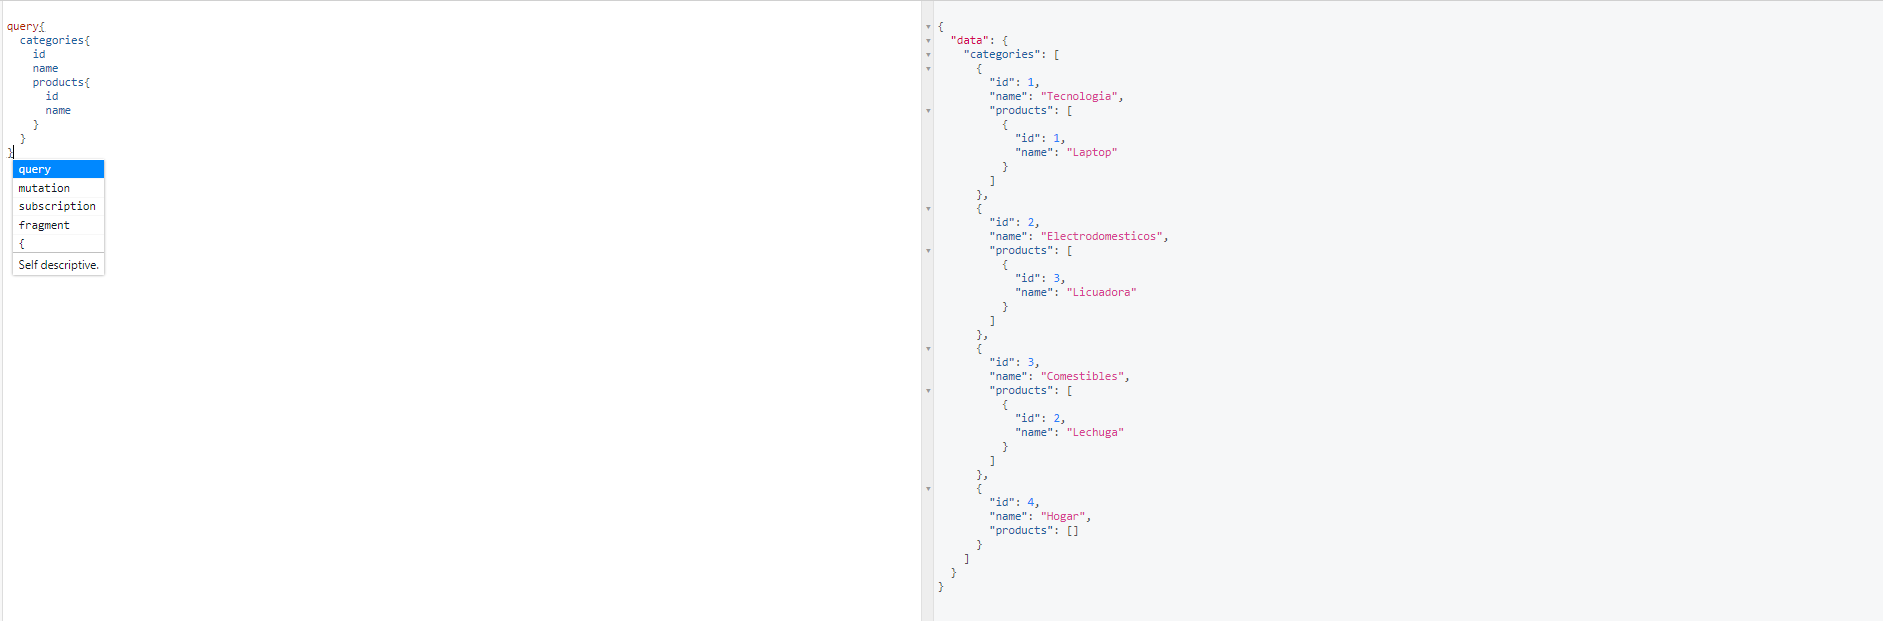 query{
  categories{
    id
    name
    products{
      id
      name
    }
  }
}
query
mutation
subscription
fragment
{
Self descriptive.
{
  "data": {
    "categories": [
      {
        "id": 1,
        "name": "Tecnologia",
        "products": [
          {
            "id": 1,
            "name": "Laptop"
          }
        ]
      },
      {
        "id": 2,
        "name": "Electrodomesticos",
        "products": [
          {
            "id": 3,
            "name": "Licuadora"
          }
        ]
      },
      {
        "id": 3,
        "name": "Comestibles",
        "products": [
          {
            "id": 2,
            "name": "Lechuga"
          }
        ]
      },
      {
        "id": 4,
        "name": "Hogar",
        "products": []
      }
    ]
  }
}